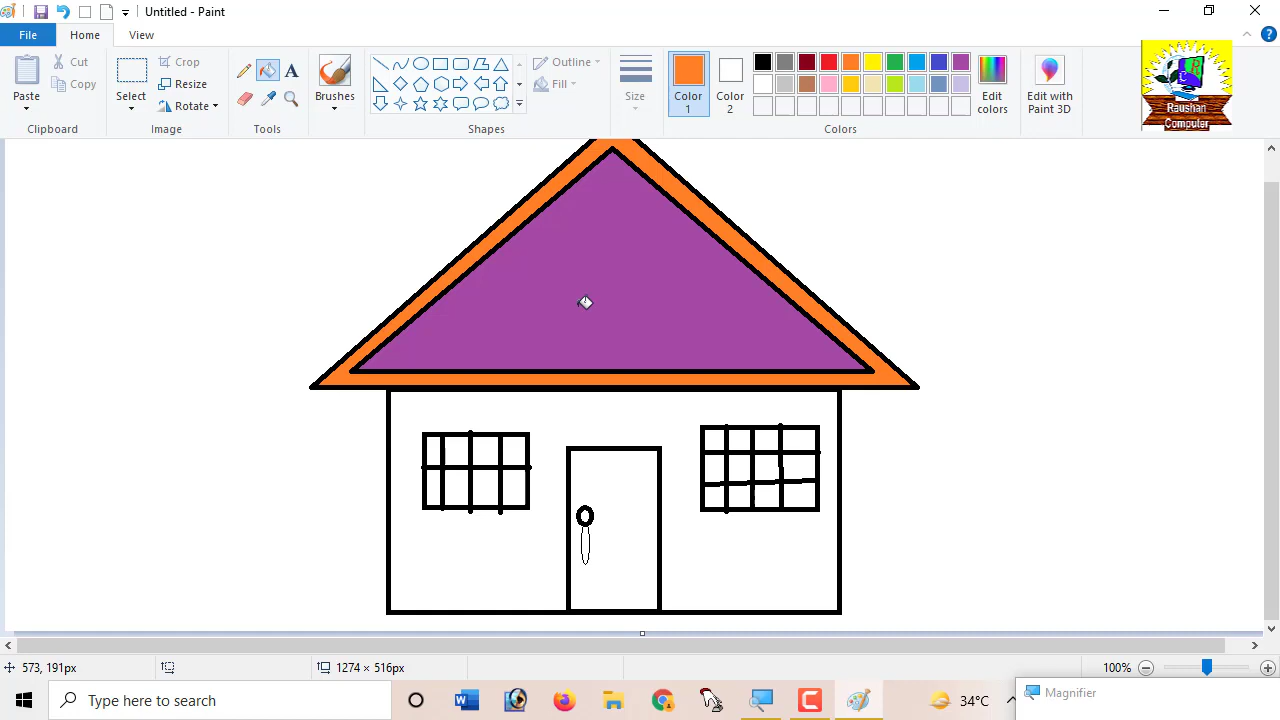 Untitled - Paint
File
Home
View
Paste
Cut
Copy
Clipboard
Select
Crop
Resize
Rotate
Image
A
Tools
Brushes
Shapes
Outline
Fill
Size
Color 1
Color 2
Colors
Edit colors
Edit with Paint 3D
Raushan
Computer
573, 191px
1274 × 516px
100%
Type here to search
34°C
Magnifier